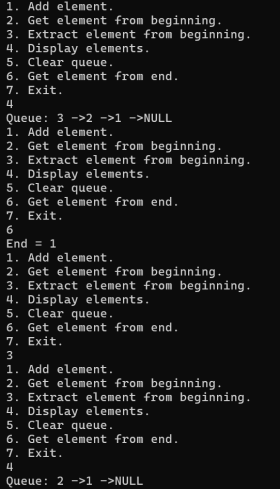 1. Add element.
2. Get element from beginning.
3. Extract element from beginning.
4. Display elements.
5. Clear queue.
6. Get element from end.
7. Exit.
4
Queue: 3 ->2 ->1 ->NULL
1. Add element.
2. Get element from beginning.
3. Extract element from beginning.
4. Display elements.
5. Clear queue.
6. Get element from end.
7. Exit.
6
End = 1
1. Add element.
2. Get element from beginning.
3. Extract element from beginning.
4. Display elements.
5. Clear queue.
6. Get element from end.
7. Exit.
3
1. Add element.
2. Get element from beginning.
3. Extract element from beginning.
4. Display elements.
5. Clear queue.
6. Get element from end.
7. Exit.
4
Queue: 2 ->1 ->NULL